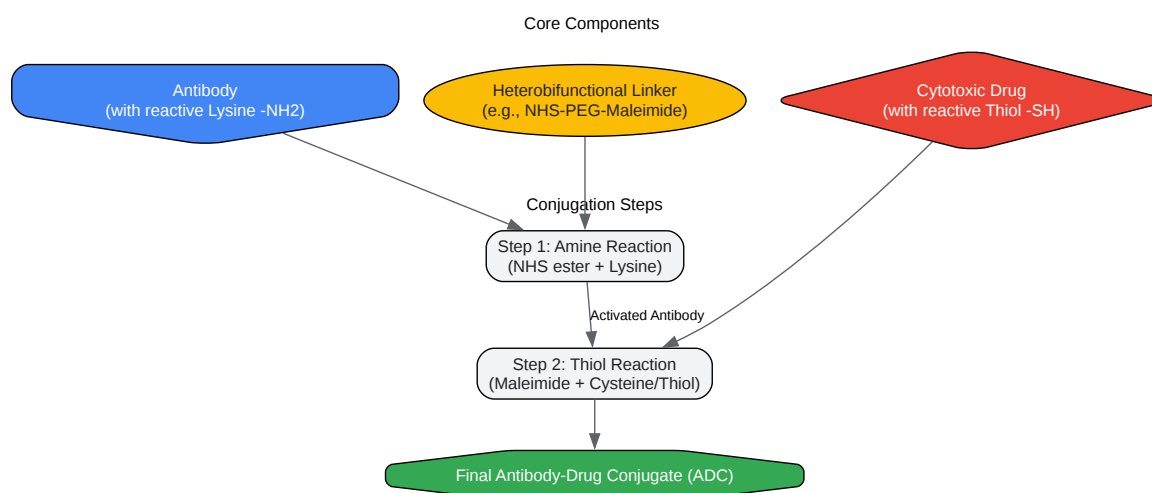 Core Components
Antibody
(with reactive Lysine -NH2)
Heterobifunctional Linker
(e.g., NHS-PEG-Maleimide)
Cytotoxic Drug
(with reactive Thiol -SH)
Conjugation Steps
Step 1: Amine Reaction
(NHS ester + Lysine)
Activated Antibody
Step 2: Thiol Reaction
(Maleimide + Cysteine/Thiol)
Final Antibody-Drug Conjugate (ADC)